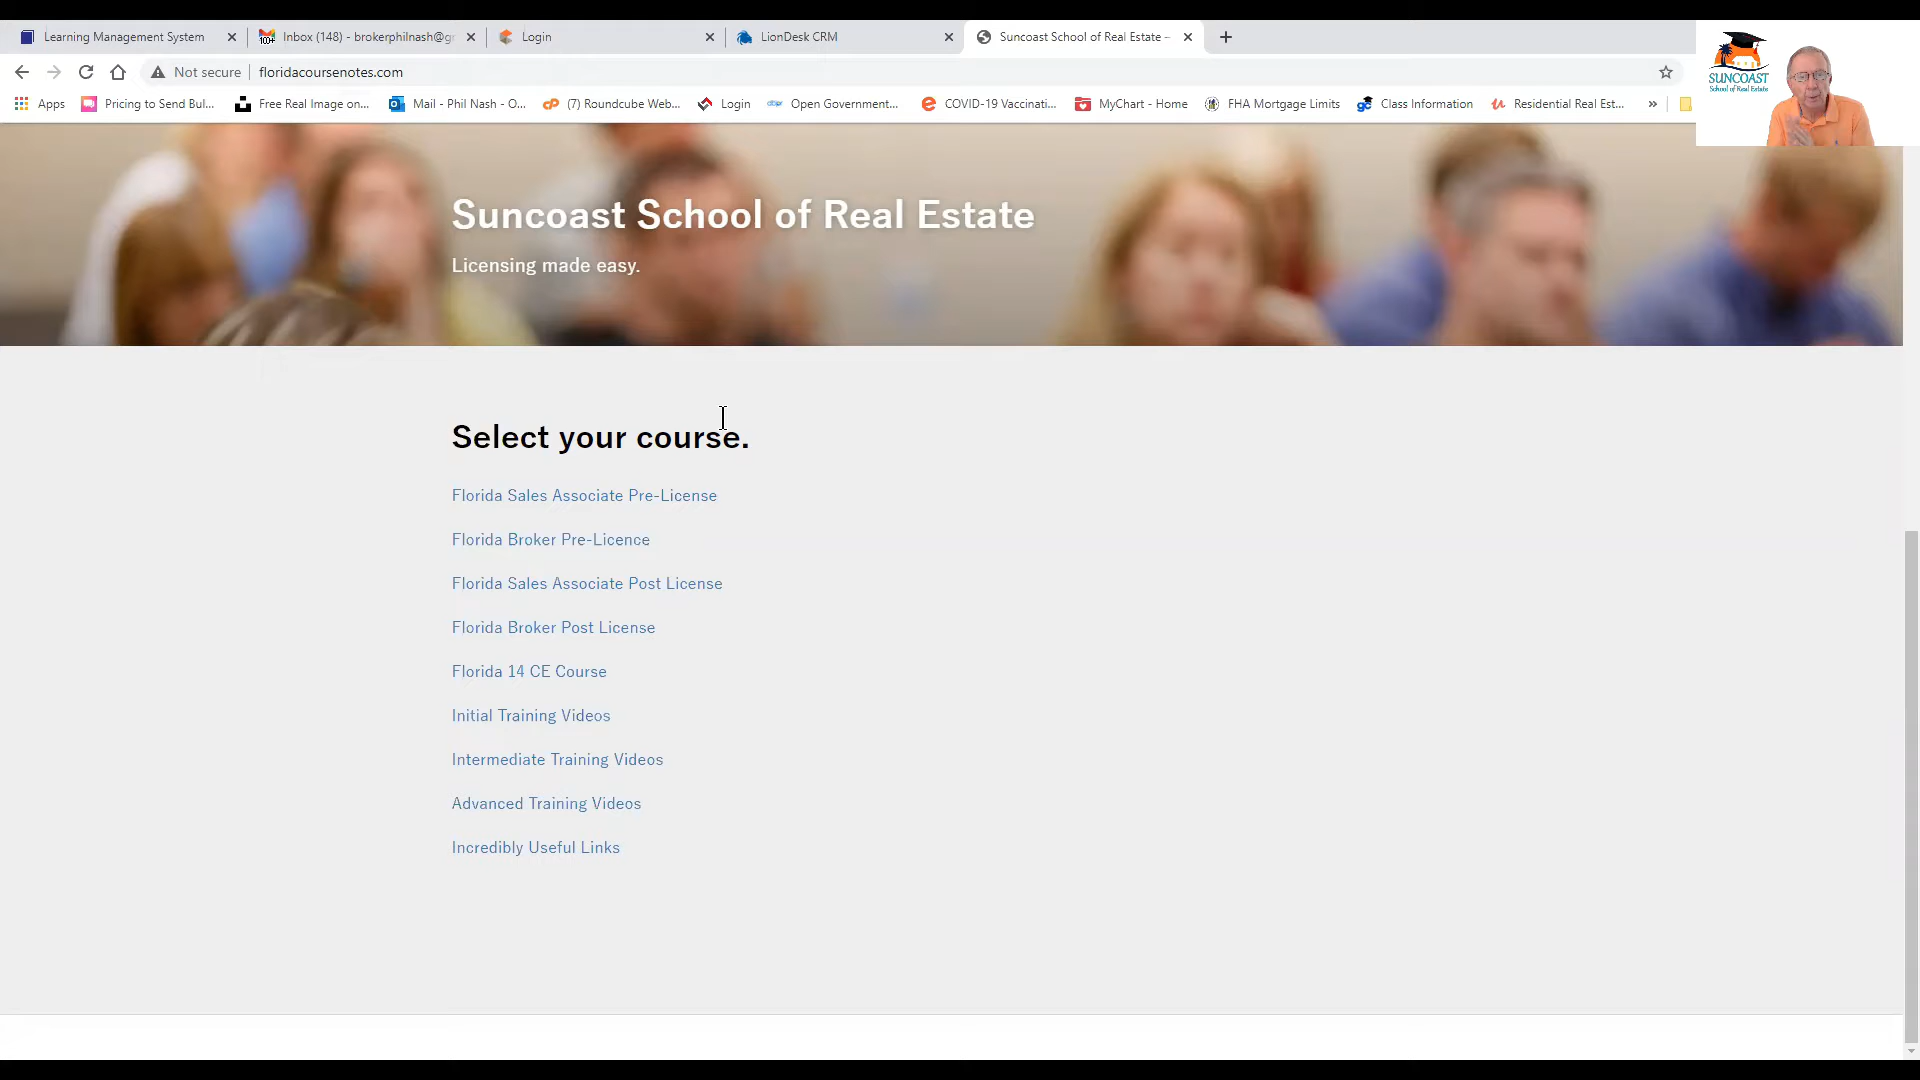 Learning Management System
Inbox (148) - brokerphilnash@gr
Login
LionDesk CRM
Suncoast School of Real Estate –
Not secure
floridacoursenotes.com
Apps
Pricing to Send Bul...
Free Real Image on...
Mail - Phil Nash - O...
(7) Roundcube Web...
Login
Open Government...
COVID-19 Vaccinati...
MyChart - Home
FHA Mortgage Limits
Class Information
Residential Real Est...
»
SUNCOAST
School of Real Estate
Suncoast School of Real Estate
Licensing made easy.
Select your course.
Florida Sales Associate Pre-License
Florida Broker Pre-Licence
Florida Sales Associate Post License
Florida Broker Post License
Florida 14 CE Course
Initial Training Videos
Intermediate Training Videos
Advanced Training Videos
Incredibly Useful Links